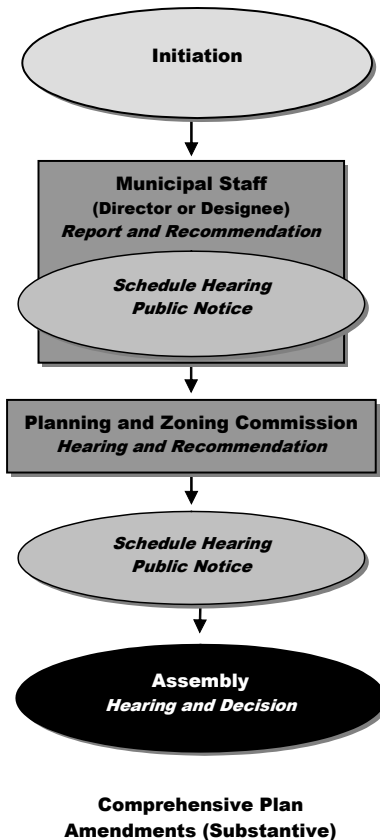 Initiation
Municipal Staff
(Director or Designee)
Report and Recommendation
Schedule Hearing
Public Notice
Planning and Zoning Commission
Hearing and Recommendation
Schedule Hearing
Public Notice
Assembly
Hearing and Decision
Comprehensive Plan
Amendments (Substantive)